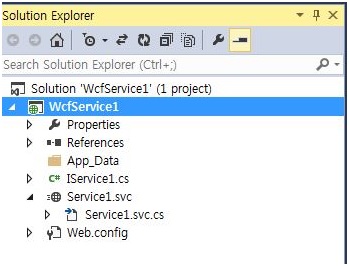 Solution Explorer
Search Solution Explorer (Ctrl+;)
Solution 'WcfService1' (1 project)
WcfService1
Properties
References
App_Data
C# IService1.cs
Service1.svc
Service1.svc.cs
Web.config